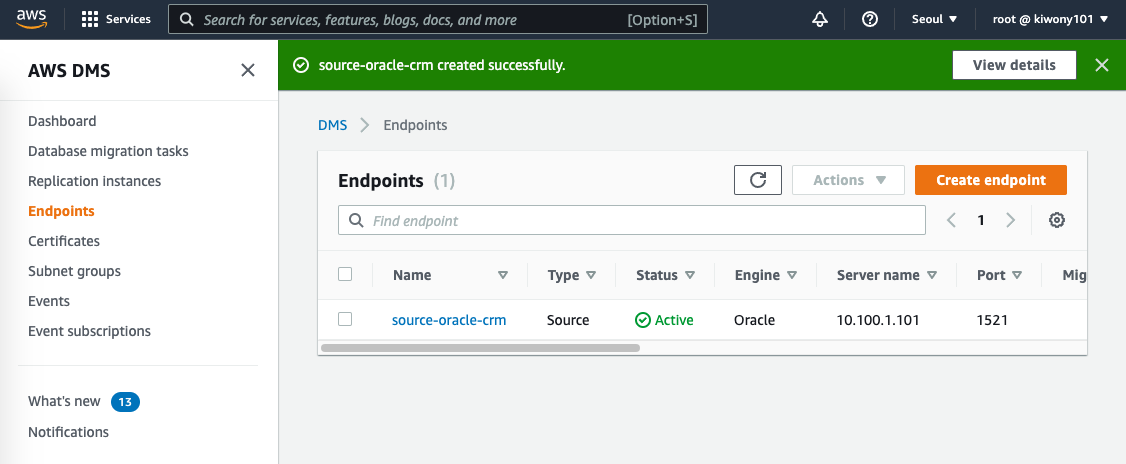 aws Services Search for services, features, blogs, docs, and more [Option+S] Seoul ▼ root @ kiwony101 ▼
AWS DMS
Dashboard
Database migration tasks
Replication instances
Endpoints
Certificates
Subnet groups
Events
Event subscriptions
What's new 13
Notifications
source-oracle-crm created successfully. View details
DMS > Endpoints
Endpoints (1) Actions ▼ Create endpoint
Find endpoint 1
Name Type Status Engine Server name Port Mig
source-oracle-crm Source Active Oracle 10.100.1.101 1521